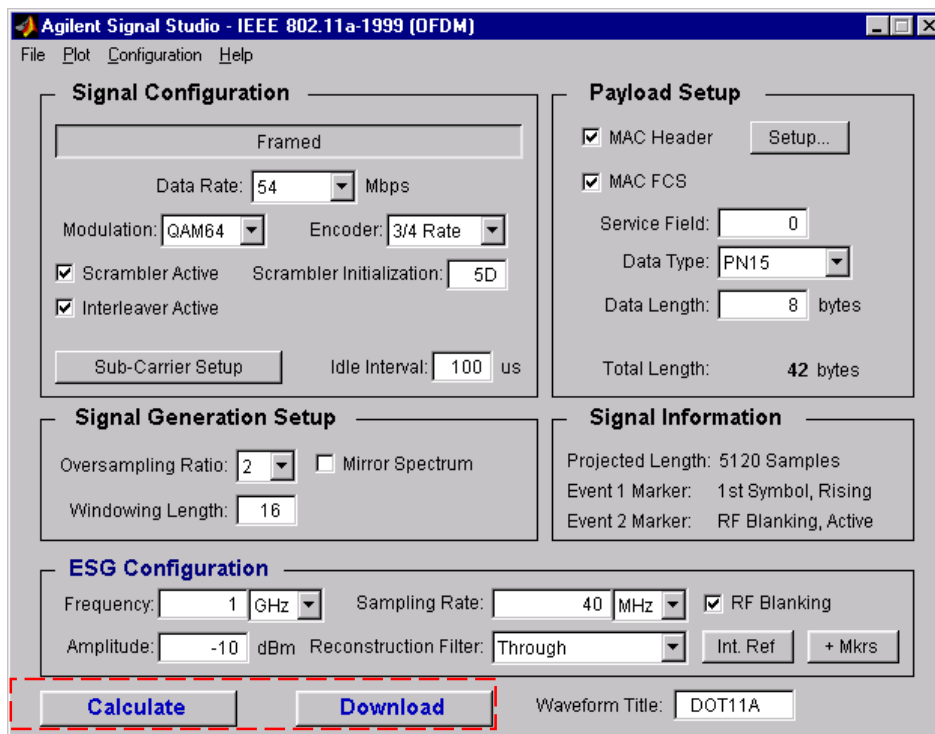 Agilent Signal Studio - IEEE 802.11a-1999 (OFDM)
File Plot Configuration Help
Signal Configuration
Framed
Data Rate: 54 Mbps
Modulation: QAM64 Encoder: 3/4 Rate
Scrambler Active Scrambler Initialization: 5D
Interleaver Active
Sub-Carrier Setup Idle Interval: 100 us
Payload Setup
MAC Header Setup...
MAC FCS
Service Field: 0
Data Type: PN15
Data Length: 8 bytes
Total Length: 42 bytes
Signal Generation Setup
Oversampling Ratio: 2 Mirror Spectrum
Windowing Length: 16
Signal Information
Projected Length: 5120 Samples
Event 1 Marker: 1st Symbol, Rising
Event 2 Marker: RF Blanking, Active
ESG Configuration
Frequency: 1 GHz Sampling Rate: 40 MHz RF Blanking
Amplitude: -10 dBm Reconstruction Filter: Through Int. Ref + Mkrs
Calculate Download Waveform Title: DOT11A